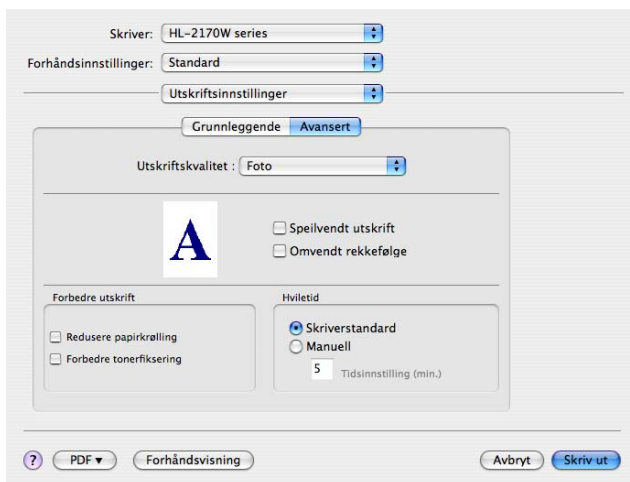 Skriver: HL-2170W series
Forhåndsinnstillinger: Standard
Utskriftsinnstillinger
Grunnleggende Avansert
Utskriftskvalitet : Foto
A
Speilvendt utskrift
Omvendt rekkefølge
Forbedre utskrift
Redusere papirkrølling
Forbedre tonerfiksering
Hviletid
Skriverstandard
Manuell
5 Tidsinnstilling (min.)
? PDF▼ Forhåndsvisning Avbryt Skriv ut